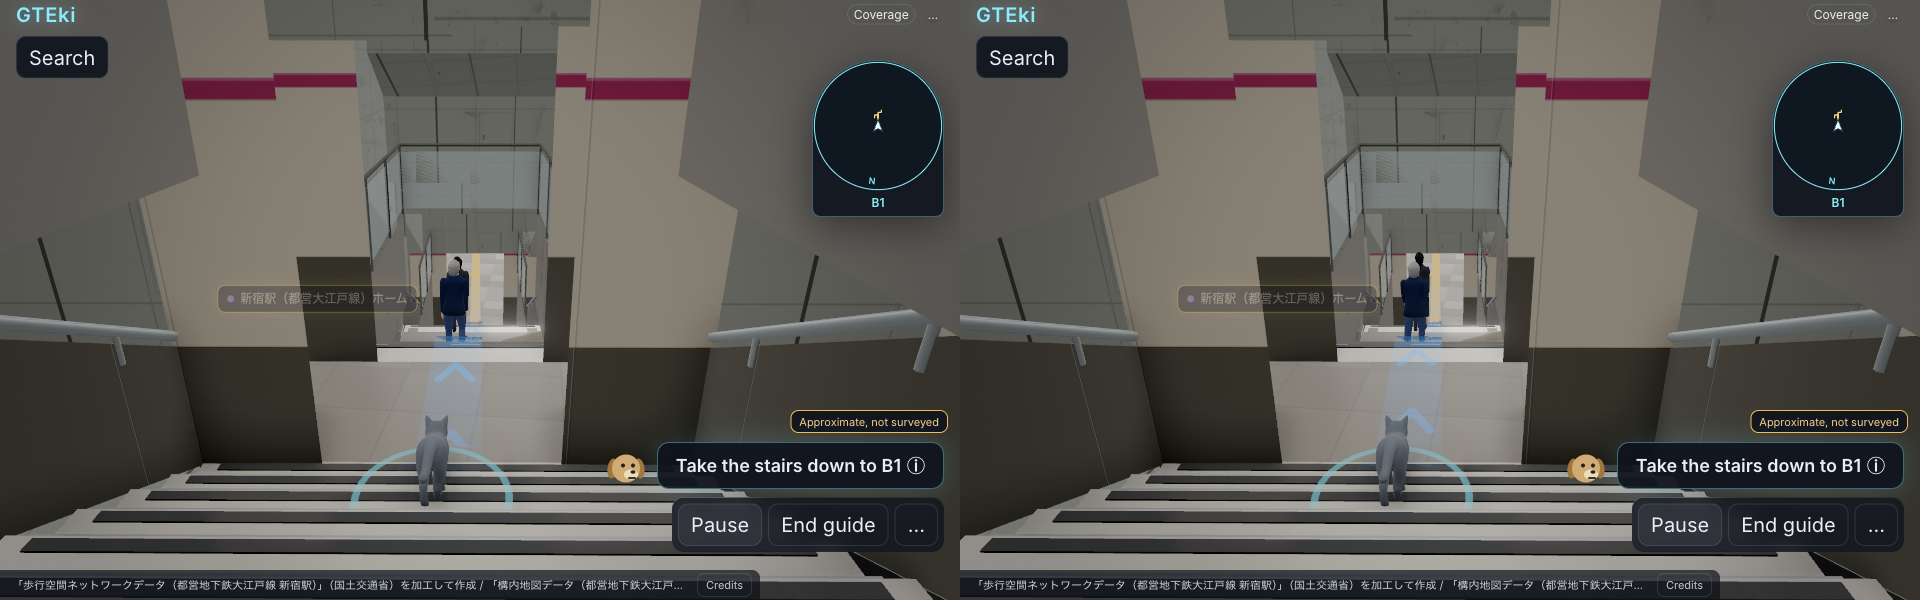 GTEki
Coverage
...
Search
N
B1
新宿駅（都営大江戸線）ホーム
Approximate, not surveyed
Take the stairs down to B1 ⓘ
Pause
End guide
...
「歩行空間ネットワークデータ（都営地下鉄大江戸線 新宿駅）」（国土交通省）を加工して作成 / 「構内地図データ（都営地下鉄大江戸...
Credits
GTEki
Coverage
...
Search
N
B1
新宿駅（都営大江戸線）ホーム
Approximate, not surveyed
Take the stairs down to B1 ⓘ
Pause
End guide
...
「歩行空間ネットワークデータ（都営地下鉄大江戸線 新宿駅）」（国土交通省）を加工して作成 / 「構内地図データ（都営地下鉄大江戸...
Credits